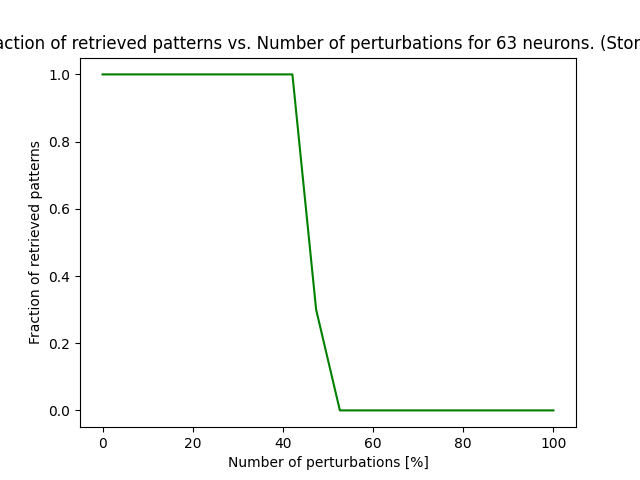 action of retrieved patterns vs. Number of perturbations for 63 neurons. (Stor
1.0
0.8
0.6
0.4
0.2
0.0
Fraction of retrieved patterns
0 20 40 60 80 100
Number of perturbations [%]